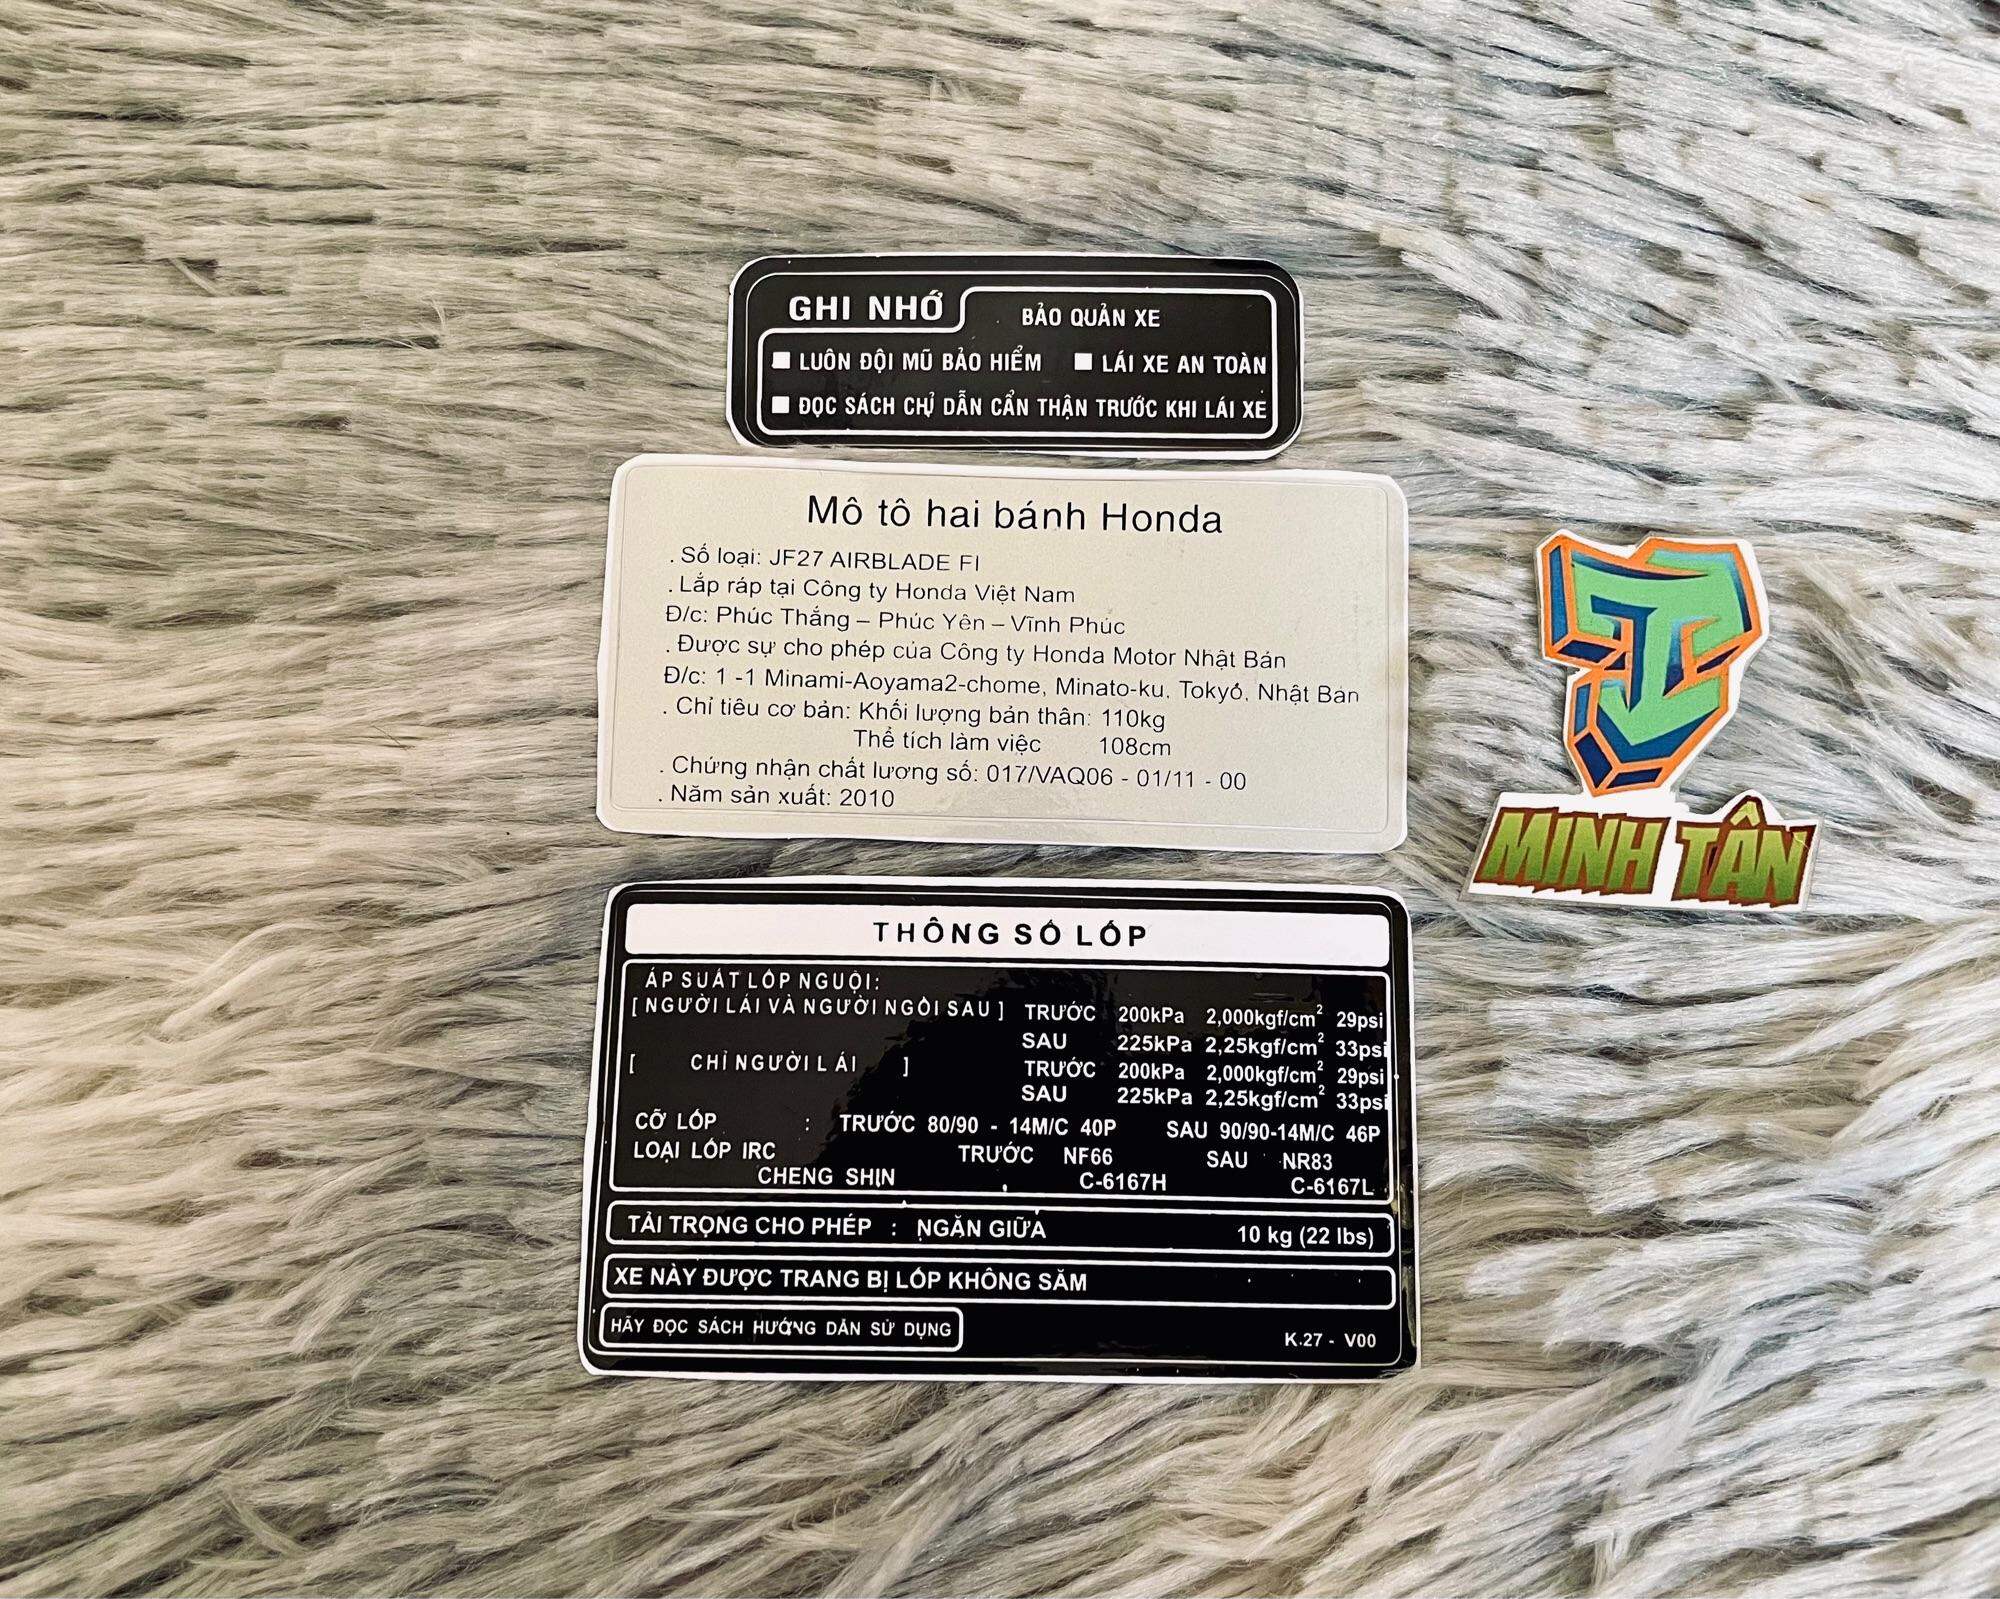 GHI NHỚ BẢO QUẢN XE
LUÔN ĐỘI MŨ BẢO HIỂM LÁI XE AN TOÀN
ĐỌC SÁCH CHỈ DẪN CẨN THẬN TRƯỚC KHI LÁI XE
Mô tô hai bánh Honda
. Số loại: JF27 AIRBLADE FI
. Lắp ráp tại Công ty Honda Việt Nam
Đ/c: Phúc Thắng – Phúc Yên – Vĩnh Phúc
. Được sự cho phép của Công ty Honda Motor Nhật Bản
Đ/c: 1 -1 Minami-Aoyama2-chome, Minato-ku, Tokyo, Nhật Bản
. Chỉ tiêu cơ bản: Khối lượng bản thân: 110kg
Thể tích làm việc 108cm
. Chứng nhận chất lượng số: 017/VAQ06 - 01/11 - 00
. Năm sản xuất: 2010
MINH TÂN
THÔNG SỐ LỐP
ÁP SUẤT LỐP NGUỘI:
[ NGƯỜI LÁI VÀ NGƯỜI NGỒI SAU ] TRƯỚC 200kPa 2,000kgf/cm² 29psi
SAU 225kPa 2,25kgf/cm² 33psi
[ CHỈ NGƯỜI LÁI ] TRƯỚC 200kPa 2,000kgf/cm² 29psi
SAU 225kPa 2,25kgf/cm² 33psi
CỠ LỐP : TRƯỚC 80/90 - 14M/C 40P SAU 90/90-14M/C 46P
LOẠI LỐP IRC TRƯỚC NF66 SAU NR83
CHENG SHIN C-6167H C-6167L
TẢI TRỌNG CHO PHÉP : NGĂN GIỮA 10 kg (22 lbs)
XE NÀY ĐƯỢC TRANG BỊ LỐP KHÔNG SĂM
HÃY ĐỌC SÁCH HƯỚNG DẪN SỬ DỤNG K.27 - V00